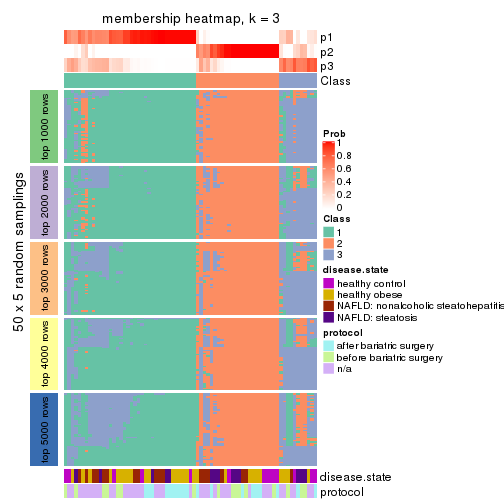 membership heatmap, k = 3
p1
p2
p3
Class
50 x 5 random samplings
top 1000 rows
top 2000 rows
top 3000 rows
top 4000 rows
top 5000 rows
disease.state
protocol
Prob
1
0.8
0.6
0.4
0.2
0
Class
1
2
3
disease.state
healthy control
healthy obese
NAFLD: nonalcoholic steatohepatitis
NAFLD: steatosis
protocol
after bariatric surgery
before bariatric surgery
n/a